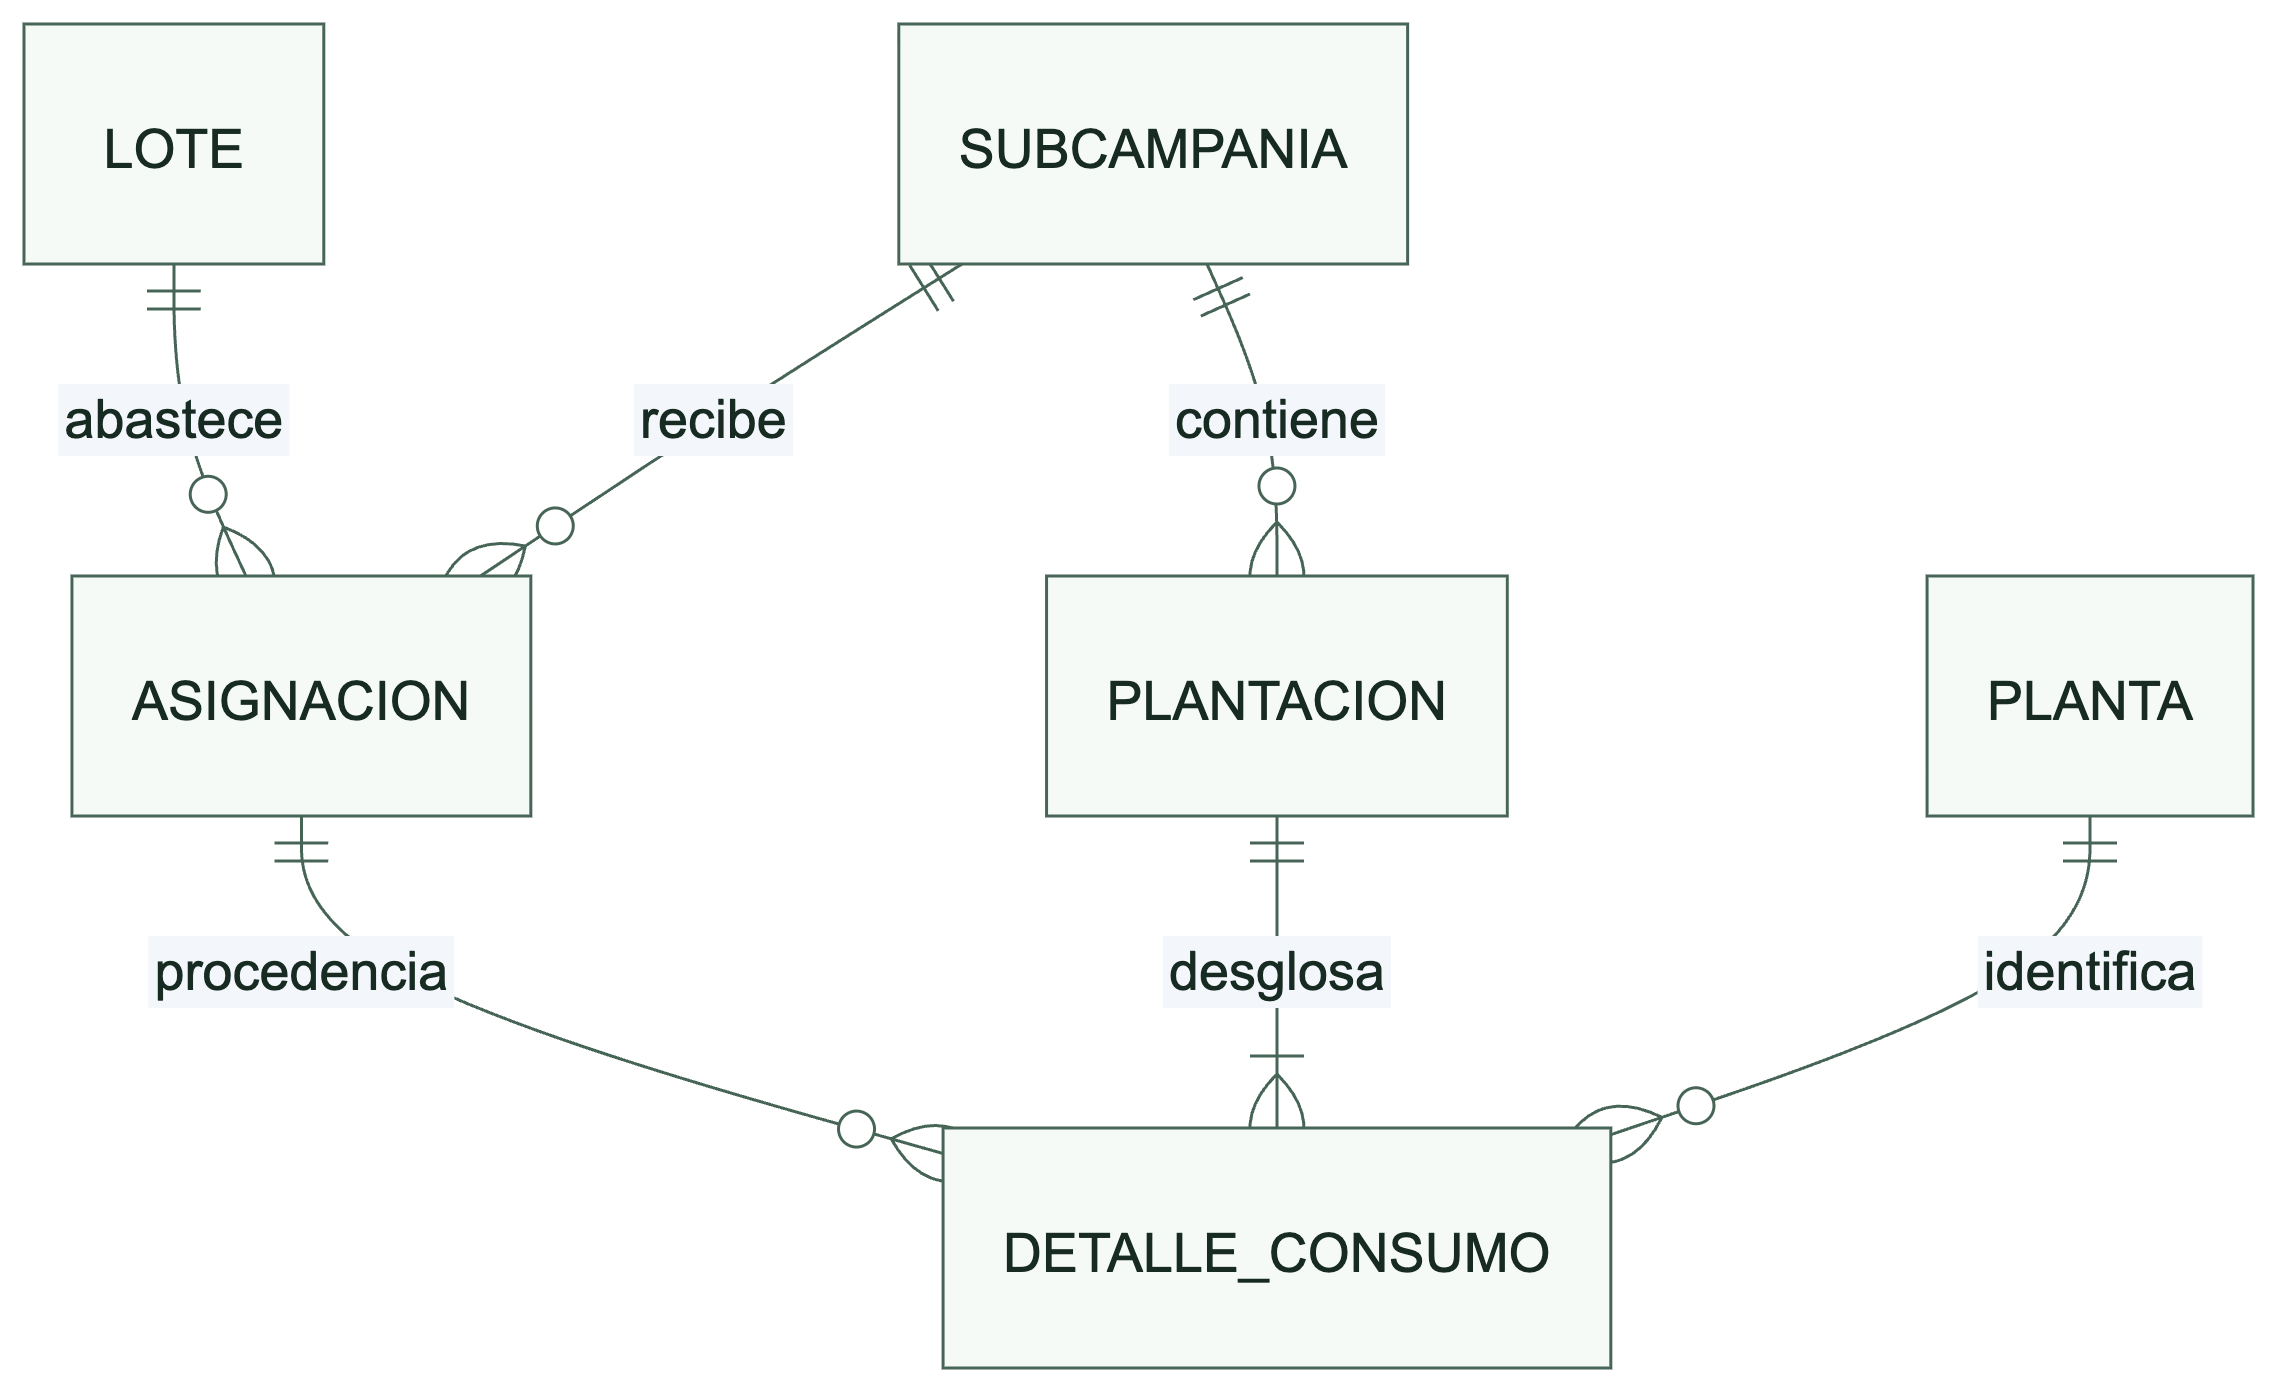 LOTE
SUBCAMPANIA
abastece
recibe
contiene
ASIGNACION
PLANTACION
PLANTA
procedencia
desglosa
identifica
DETALLE_CONSUMO